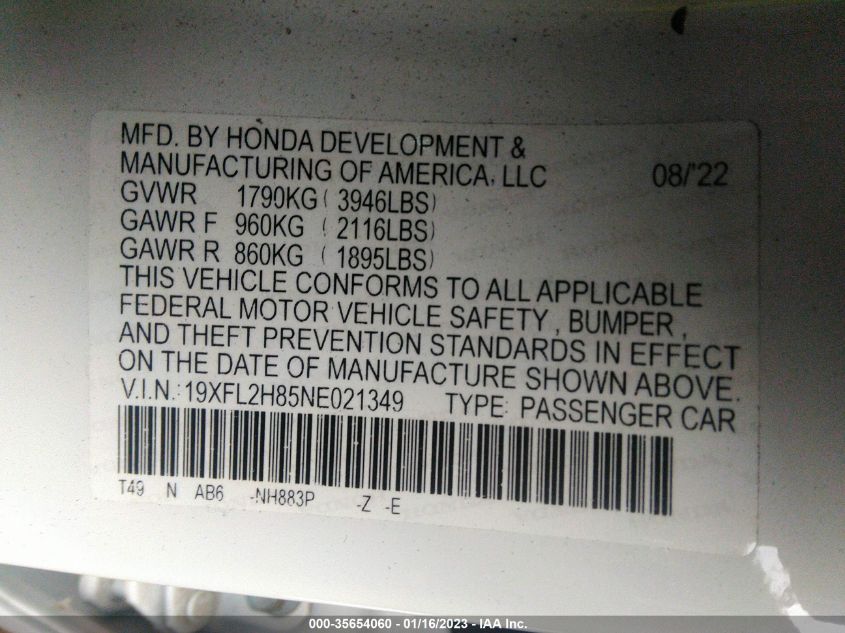 MFD. BY HONDA DEVELOPMENT &
MANUFACTURING OF AMERICA, LLC 08/'22
GVWR 1790KG ( 3946LBS)
GAWR F 960KG ( 2116LBS)
GAWR R 860KG ( 1895LBS)
THIS VEHICLE CONFORMS TO ALL APPLICABLE
FEDERAL MOTOR VEHICLE SAFETY, BUMPER,
AND THEFT PREVENTION STANDARDS IN EFFECT
ON THE DATE OF MANUFACTURE SHOWN ABOVE.
V.I.N.: 19XFL2H85NE021349 TYPE: PASSENGER CAR
T49 N AB6 -NH883P -Z -E
000-35654060 - 01/16/2023 - IAA Inc.